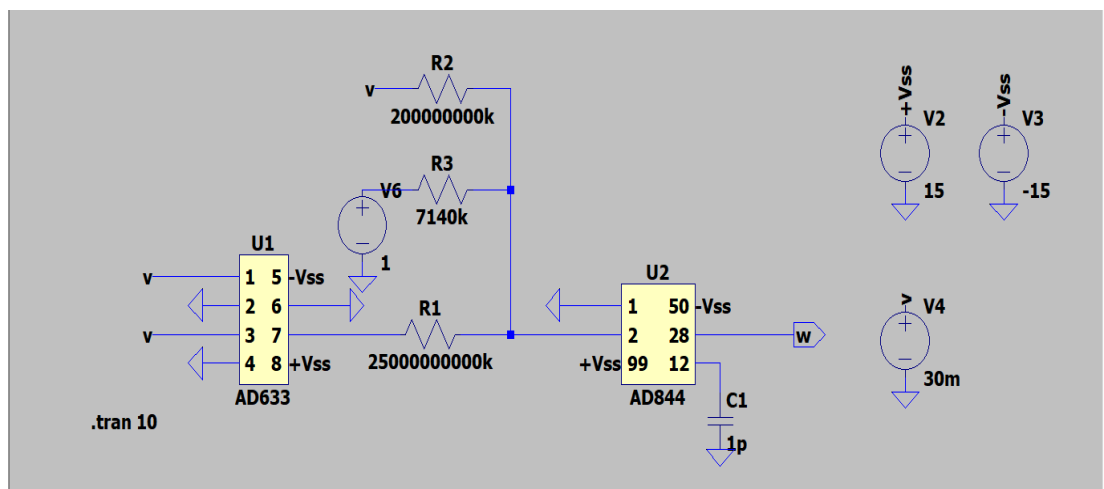 R2
v
200000000k
R3
V6
7140k
1
+Vss
V2
15
-Vss
V3
-15
U1
v
1 5
-Vss
2 6
v
3 7
4 8
+Vss
AD633
R1
25000000000k
U2
1 50
-Vss
2 28
w
+Vss
99 12
AD844
C1
1p
v
V4
30m
.tran 10